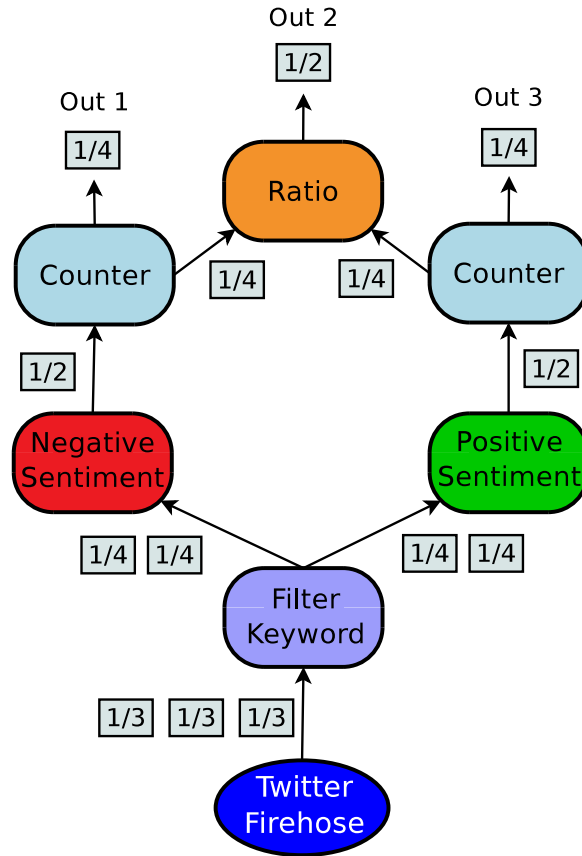 Out 2
1/2
Out 1
Out 3
1/4
1/4
Ratio
Counter
Counter
1/4
1/4
1/2
1/2
Negative
Sentiment
Positive
Sentiment
1/4 1/4
1/4 1/4
Filter
Keyword
1/3 1/3 1/3
Twitter
Firehose